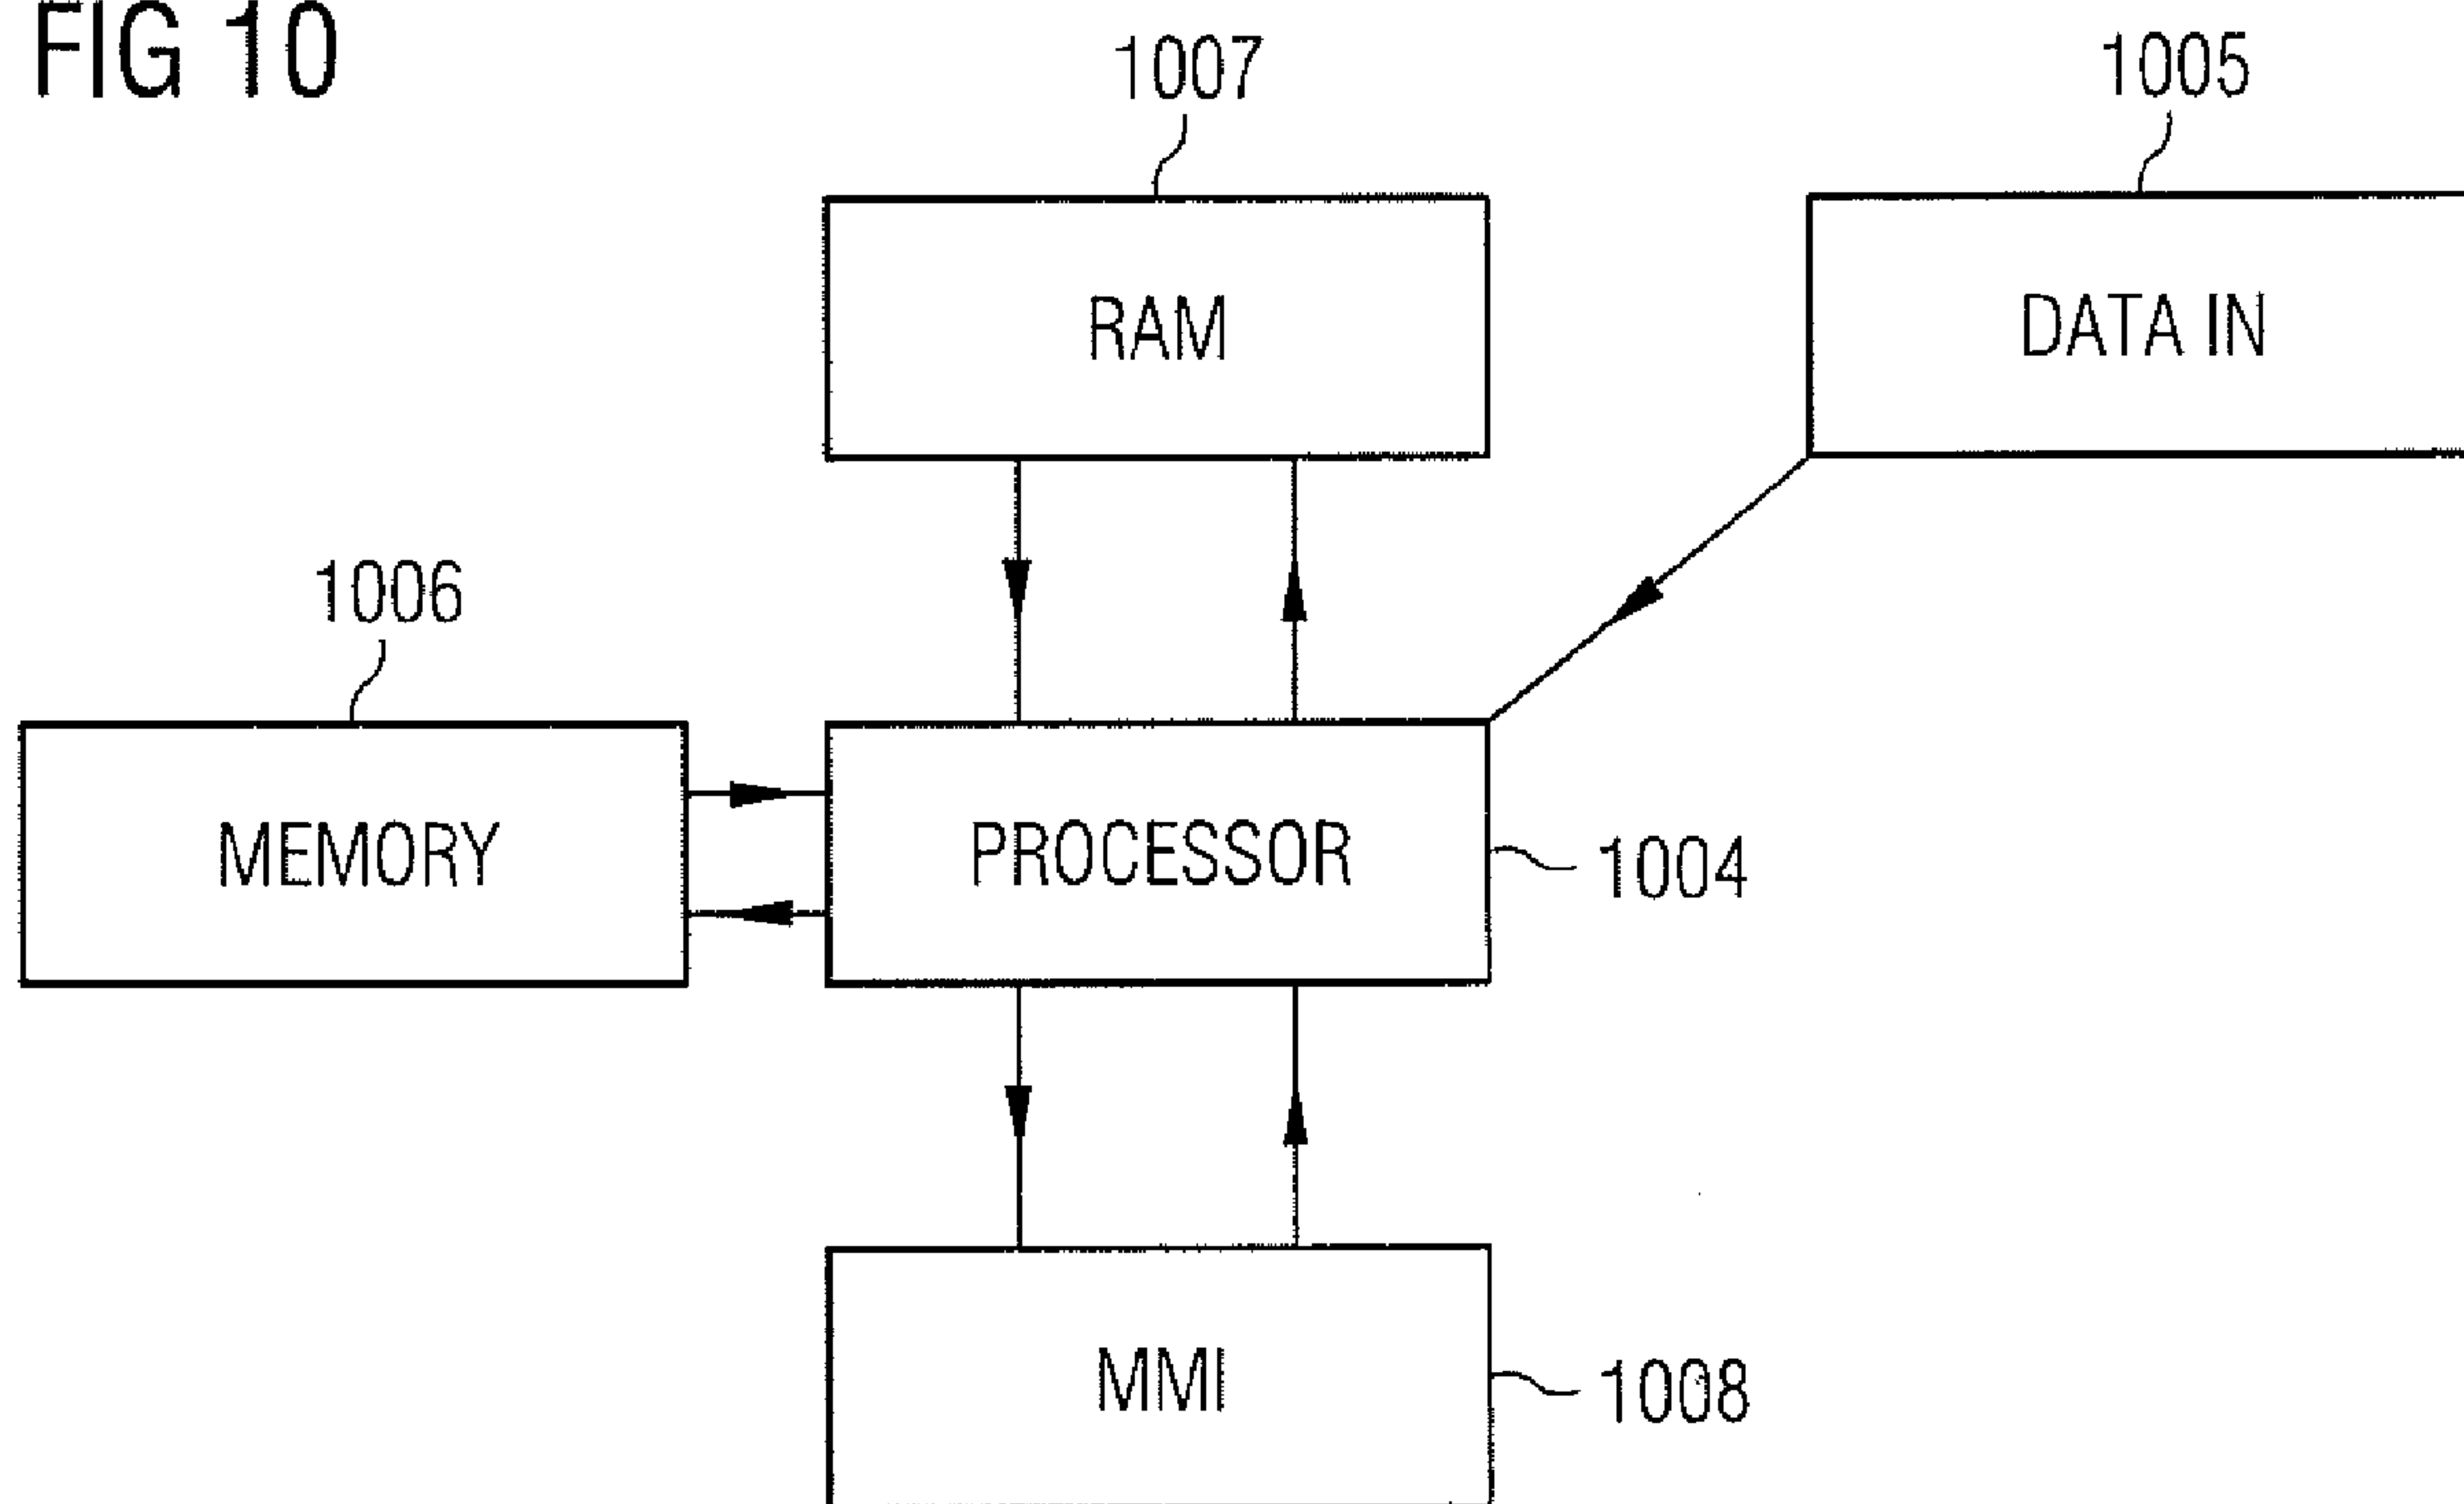 FIG 10
1007
1005
RAM
DATA IN
1006
MEMORY
PROCESSOR
1004
MMI
1008